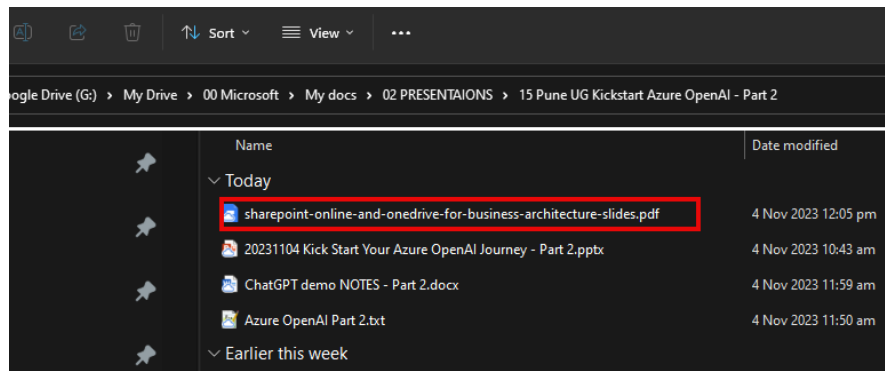 Sort View ...
oogle Drive (G:) > My Drive > 00 Microsoft > My docs > 02 PRESENTAIONS > 15 Pune UG Kickstart Azure OpenAI - Part 2
Name Date modified
Today
sharepoint-online-and-onedrive-for-business-architecture-slides.pdf 4 Nov 2023 12:05 pm
20231104 Kick Start Your Azure OpenAI Journey - Part 2.pptx 4 Nov 2023 10:43 am
ChatGPT demo NOTES - Part 2.docx 4 Nov 2023 11:59 am
Azure OpenAI Part 2.txt 4 Nov 2023 11:50 am
Earlier this week